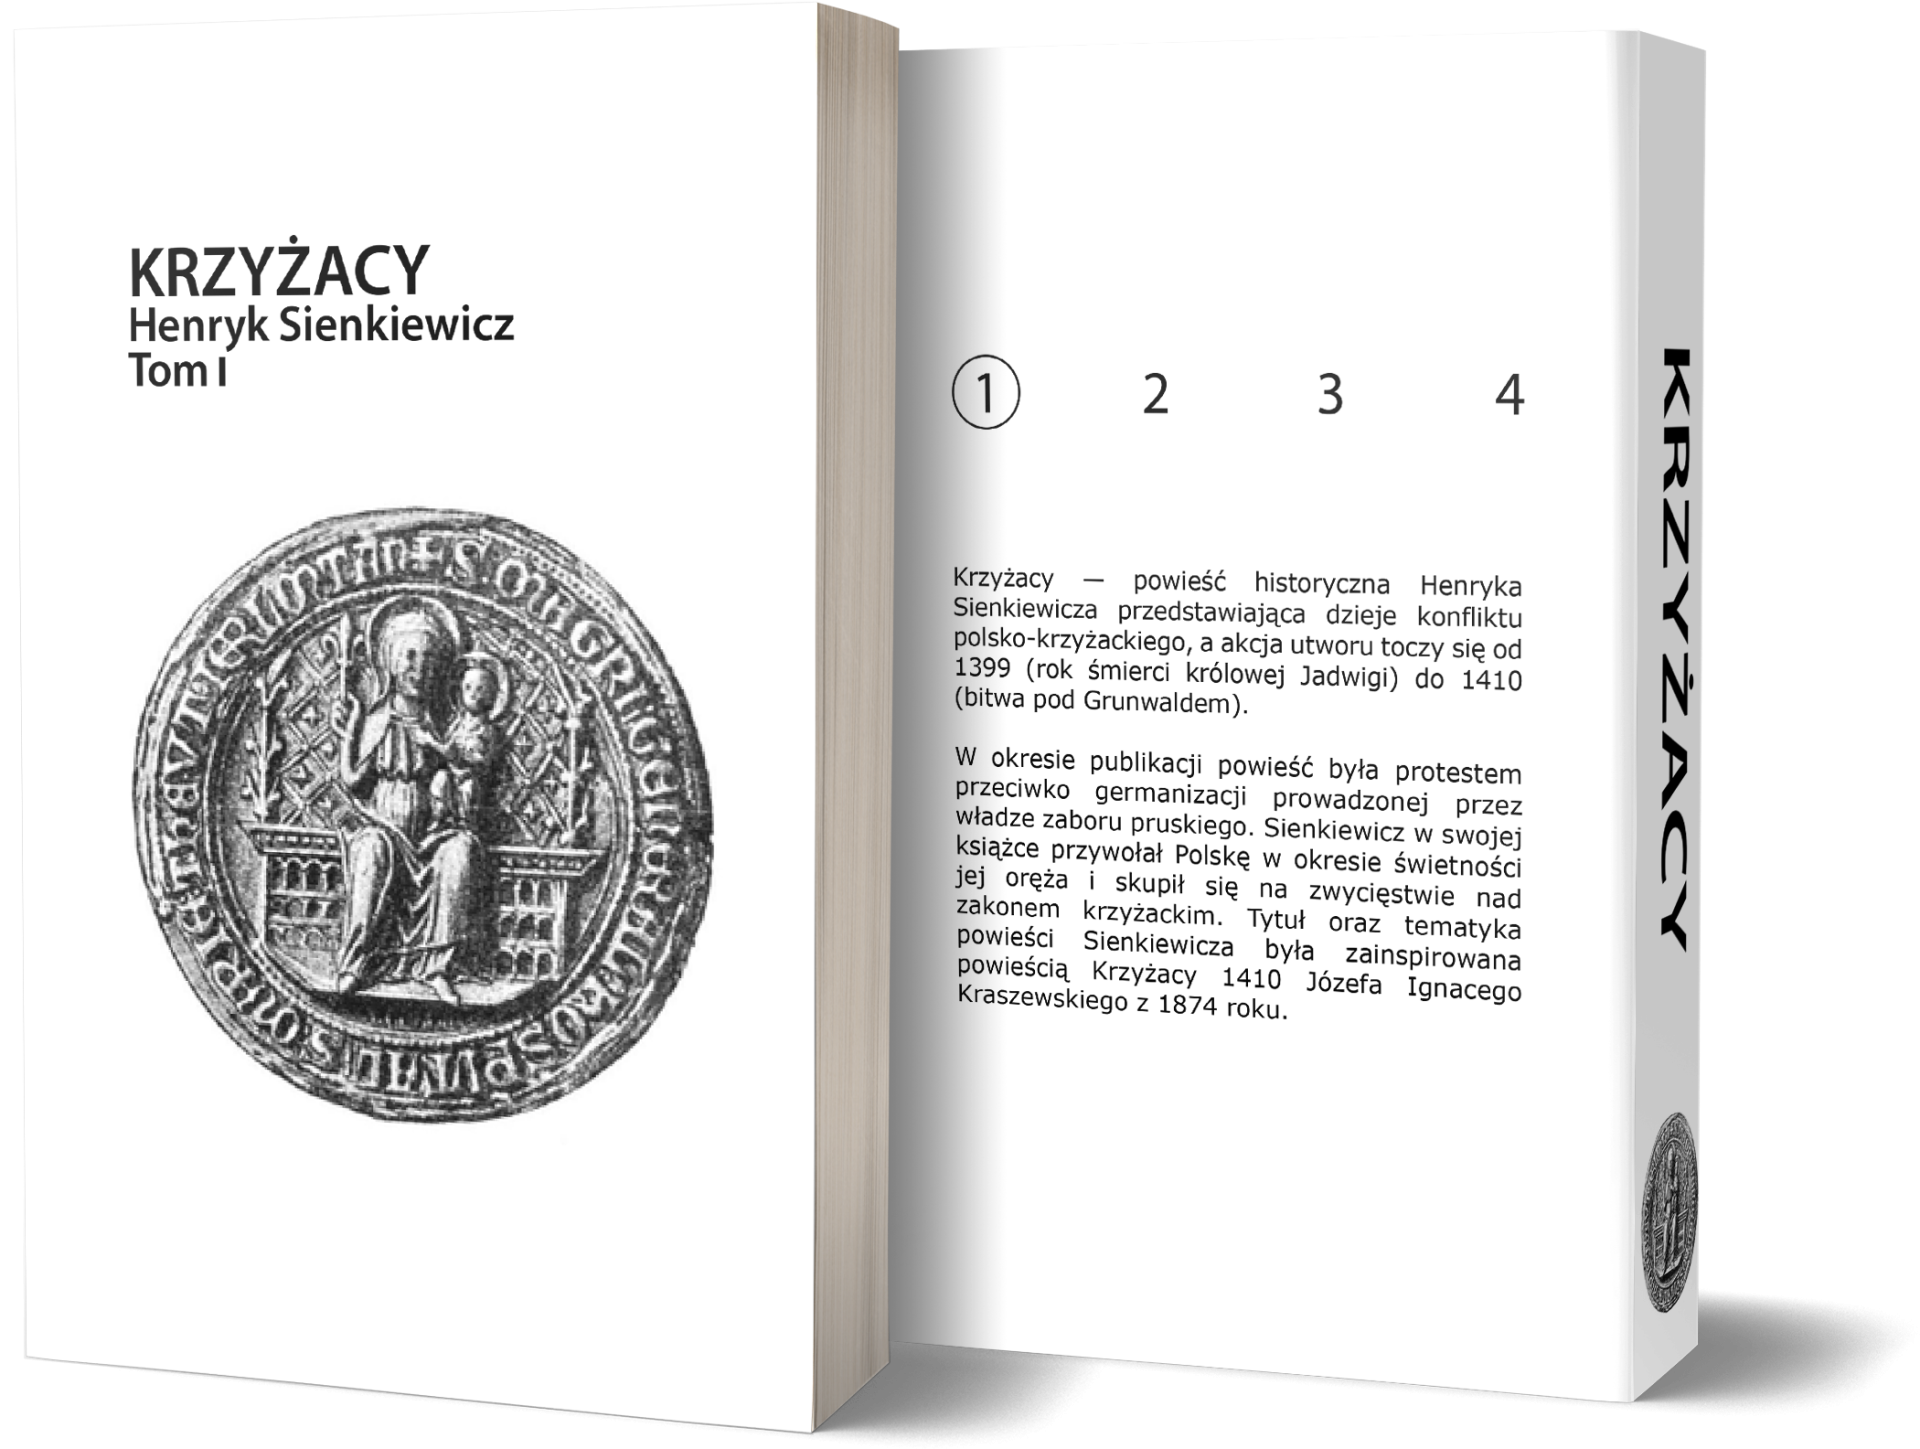 KRZYŻACY
Henryk Sienkiewicz
Tom I
1 2 3 4
Krzyżacy — powieść historyczna Henryka
Sienkiewicza przedstawiająca dzieje konfliktu
polsko-krzyżackiego, a akcja utworu toczy się od
1399 (rok śmierci królowej Jadwigi) do 1410
(bitwa pod Grunwaldem).
W okresie publikacji powieść była protestem
przeciwko germanizacji prowadzonej przez
władze zaboru pruskiego. Sienkiewicz w swojej
książce przywołał Polskę w okresie świetności
jej oręża i skupił się na zwycięstwie nad
zakonem krzyżackim. Tytuł oraz tematyka
powieści Sienkiewicza była zainspirowana
powieścią Krzyżacy 1410 Józefa Ignacego
Kraszewskiego z 1874 roku.
KRZYŻACY